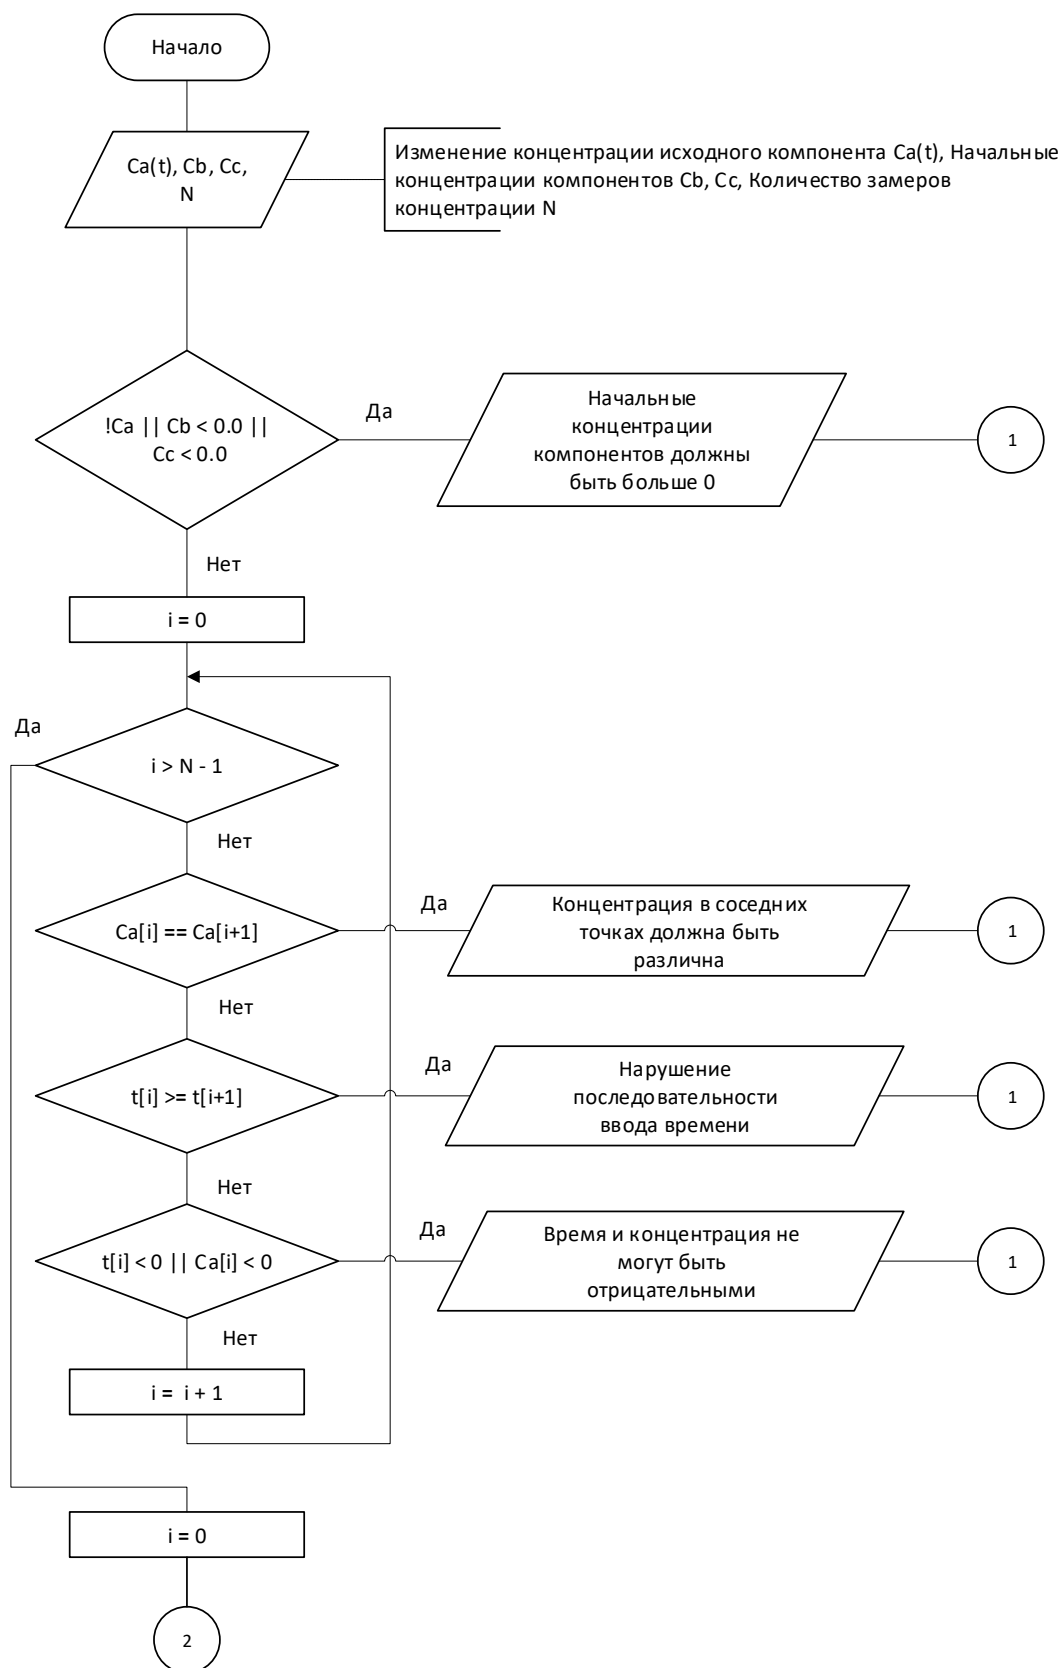 Начало
Ca(t), Cb, Cc,
N
Изменение концентрации исходного компонента Ca(t), Начальные
концентрации компонентов Cb, Cc, Количество замеров
концентрации N
!Ca || Cb < 0.0 ||
Cc < 0.0
Да
Начальные
концентрации
компонентов должны
быть больше 0
1
Нет
i = 0
Да
i > N - 1
Нет
Ca[i] == Ca[i+1]
Да
Концентрация в соседних
точках должна быть
различна
1
Нет
t[i] >= t[i+1]
Да
Нарушение
последовательности
ввода времени
1
Нет
t[i] < 0 || Ca[i] < 0
Да
Время и концентрация не
могут быть
отрицательными
1
Нет
i = i + 1
i = 0
2